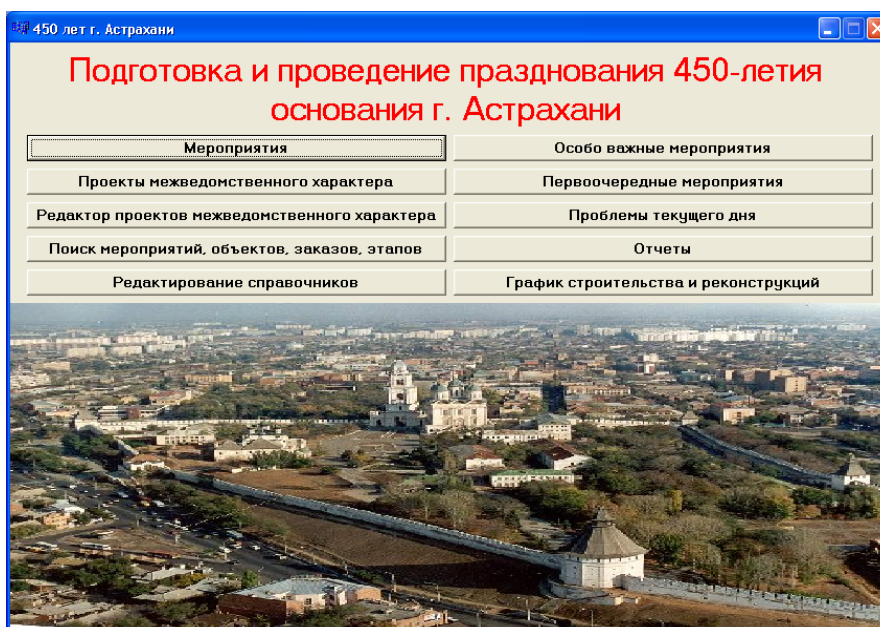 450 лет г. Астрахани
Подготовка и проведение празднования 450-летия
основания г. Астрахани
Мероприятия
Особо важные мероприятия
Проекты межведомственного характера
Первоочередные мероприятия
Редактор проектов межведомственного характера
Проблемы текущего дня
Поиск мероприятий, объектов, заказов, этапов
Отчеты
Редактирование справочников
График строительства и реконструкций